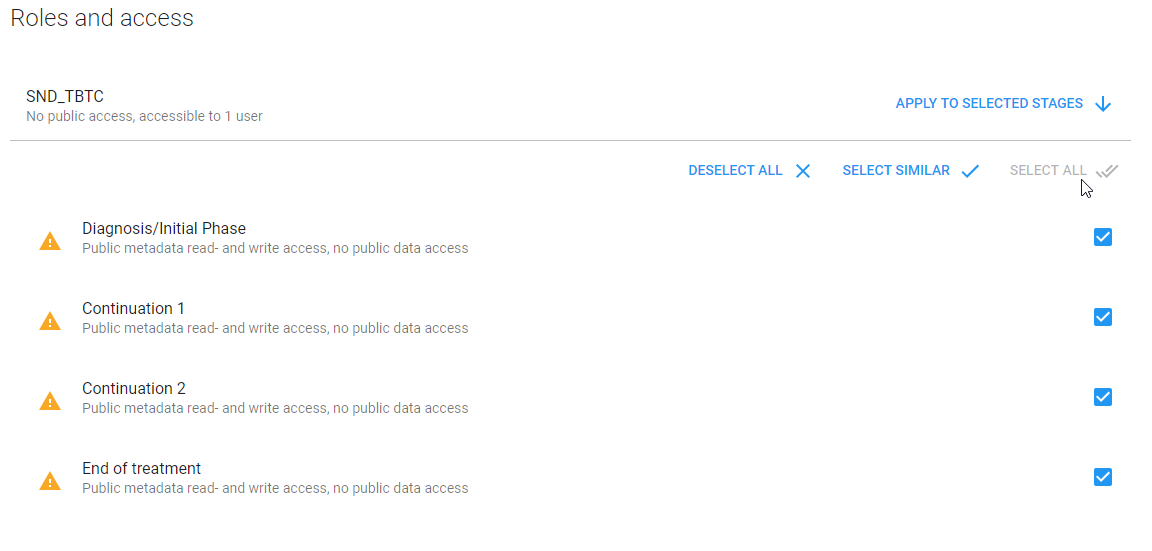 Roles and access
SND_TBTC
No public access, accessible to 1 user
APPLY TO SELECTED STAGES
DESELECT ALL
SELECT SIMILAR
SELECT ALL
Diagnosis/Initial Phase
Public metadata read- and write access, no public data access
Continuation 1
Public metadata read- and write access, no public data access
Continuation 2
Public metadata read- and write access, no public data access
End of treatment
Public metadata read- and write access, no public data access